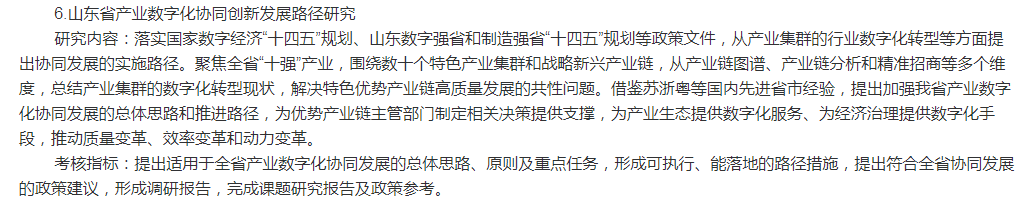 6.山东省产业数字化协同创新发展路径研究
研究内容：落实国家数字经济“十四五”规划、山东数字强省和制造强省“十四五”规划等政策文件，从产业集群的行业数字化转型等方面提
出协同发展的实施路径。聚焦全省“十强”产业，围绕数十个特色产业集群和战略新兴产业链，从产业链图谱、产业链分析和精准招商等多个维
度，总结产业集群的数字化转型现状，解决特色优势产业链高质量发展的共性问题。借鉴苏浙粤等国内先进省市经验，提出加强我省产业数字
化协同发展的总体思路和推进路径，为优势产业链主管部门制定相关决策提供支撑，为产业生态提供数字化服务、为经济治理提供数字化手
段，推动质量变革、效率变革和动力变革。
考核指标：提出适用于全省产业数字化协同发展的总体思路、原则及重点任务，形成可执行、能落地的路径措施，提出符合全省协同发展
的政策建议，形成调研报告，完成课题研究报告及政策参考。